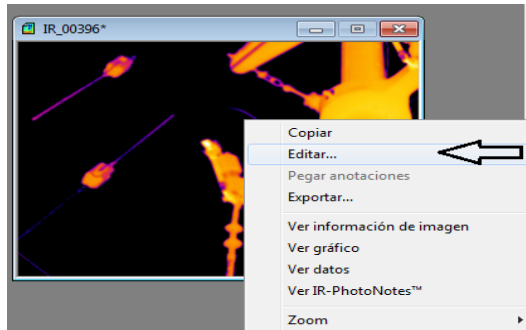 IR_00396*
Copiar
Editar...
Pegar anotaciones
Exportar...
Ver información de imagen
Ver gráfico
Ver datos
Ver IR-PhotoNotes™
Zoom